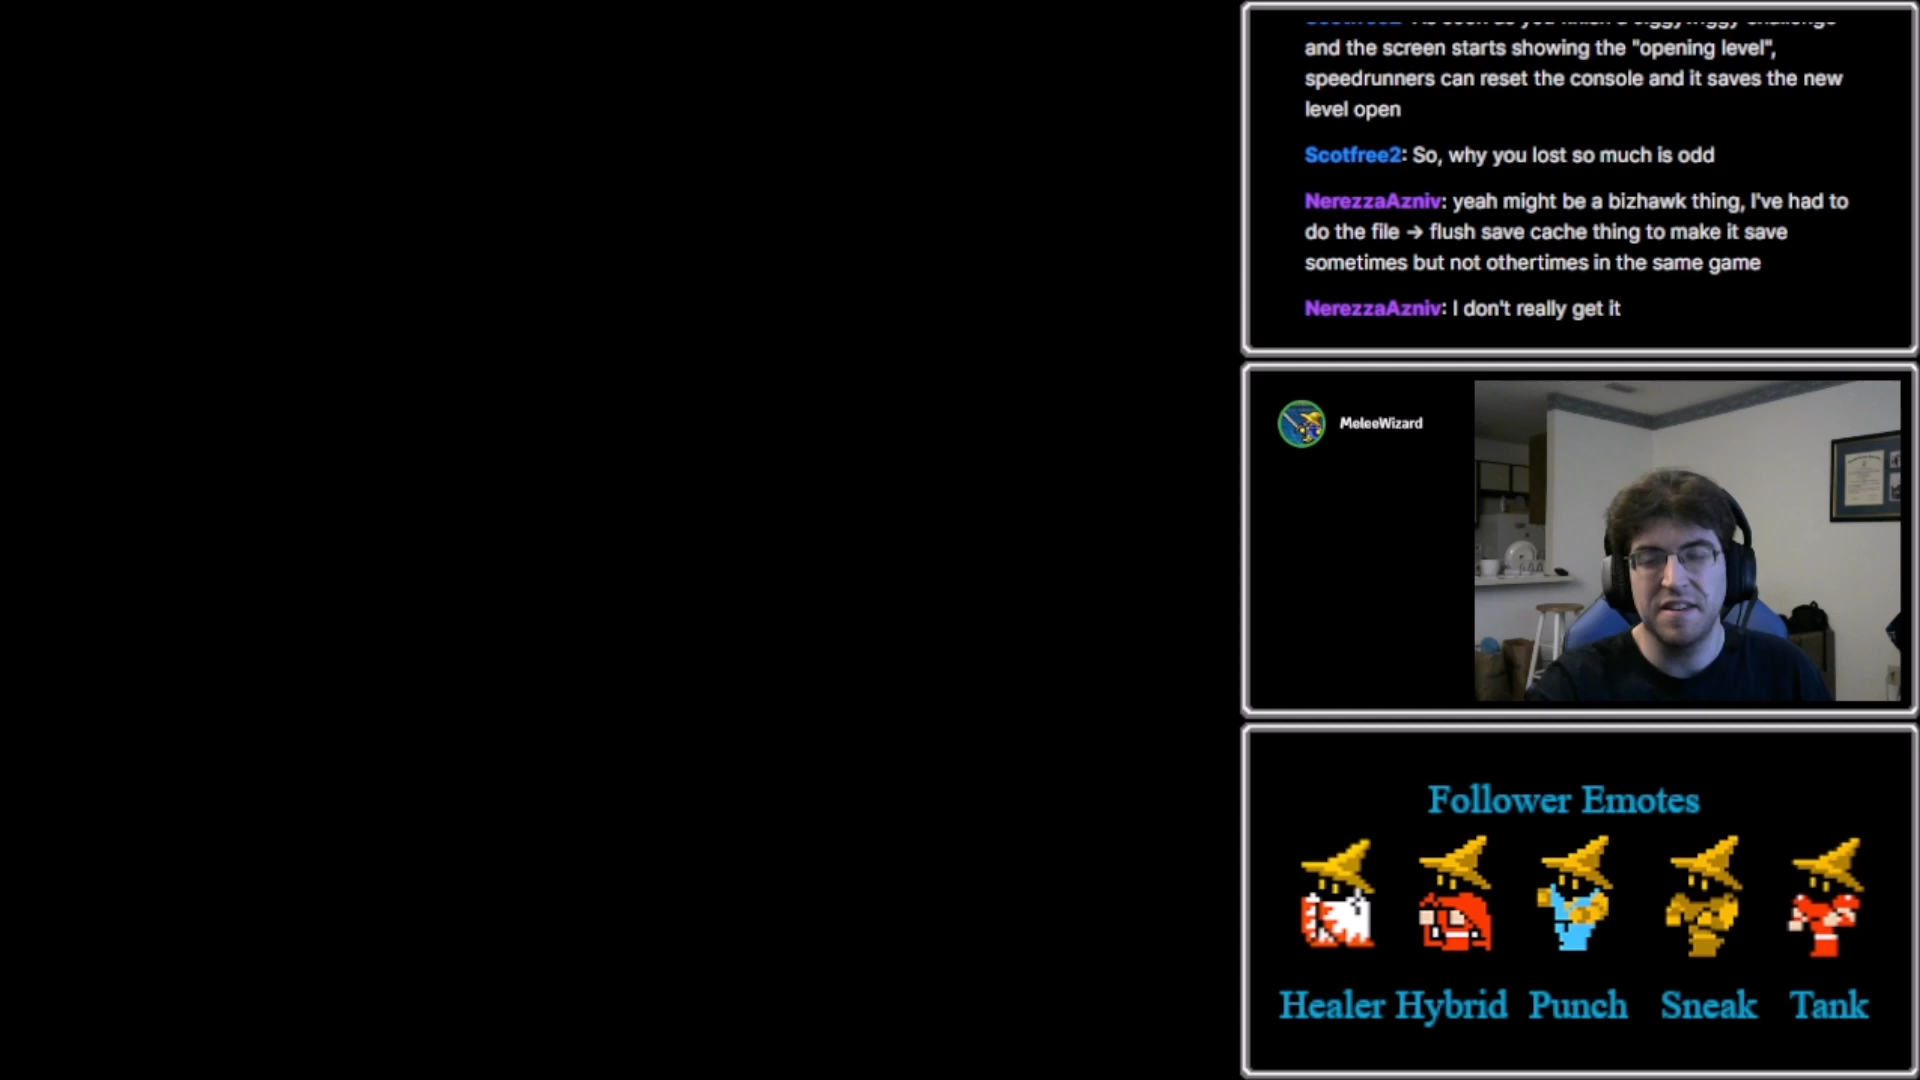 and the screen starts showing the "opening level",
speedrunners can reset the console and it saves the new
level open
Scotfree2: So, why you lost so much is odd
NerezzaAzniv: yeah might be a bizhawk thing, I've had to
do the file → flush save cache thing to make it save
sometimes but not othertimes in the same game
NerezzaAzniv: I don't really get it
MeleeWizard
Follower Emotes
Healer Hybrid Punch Sneak Tank